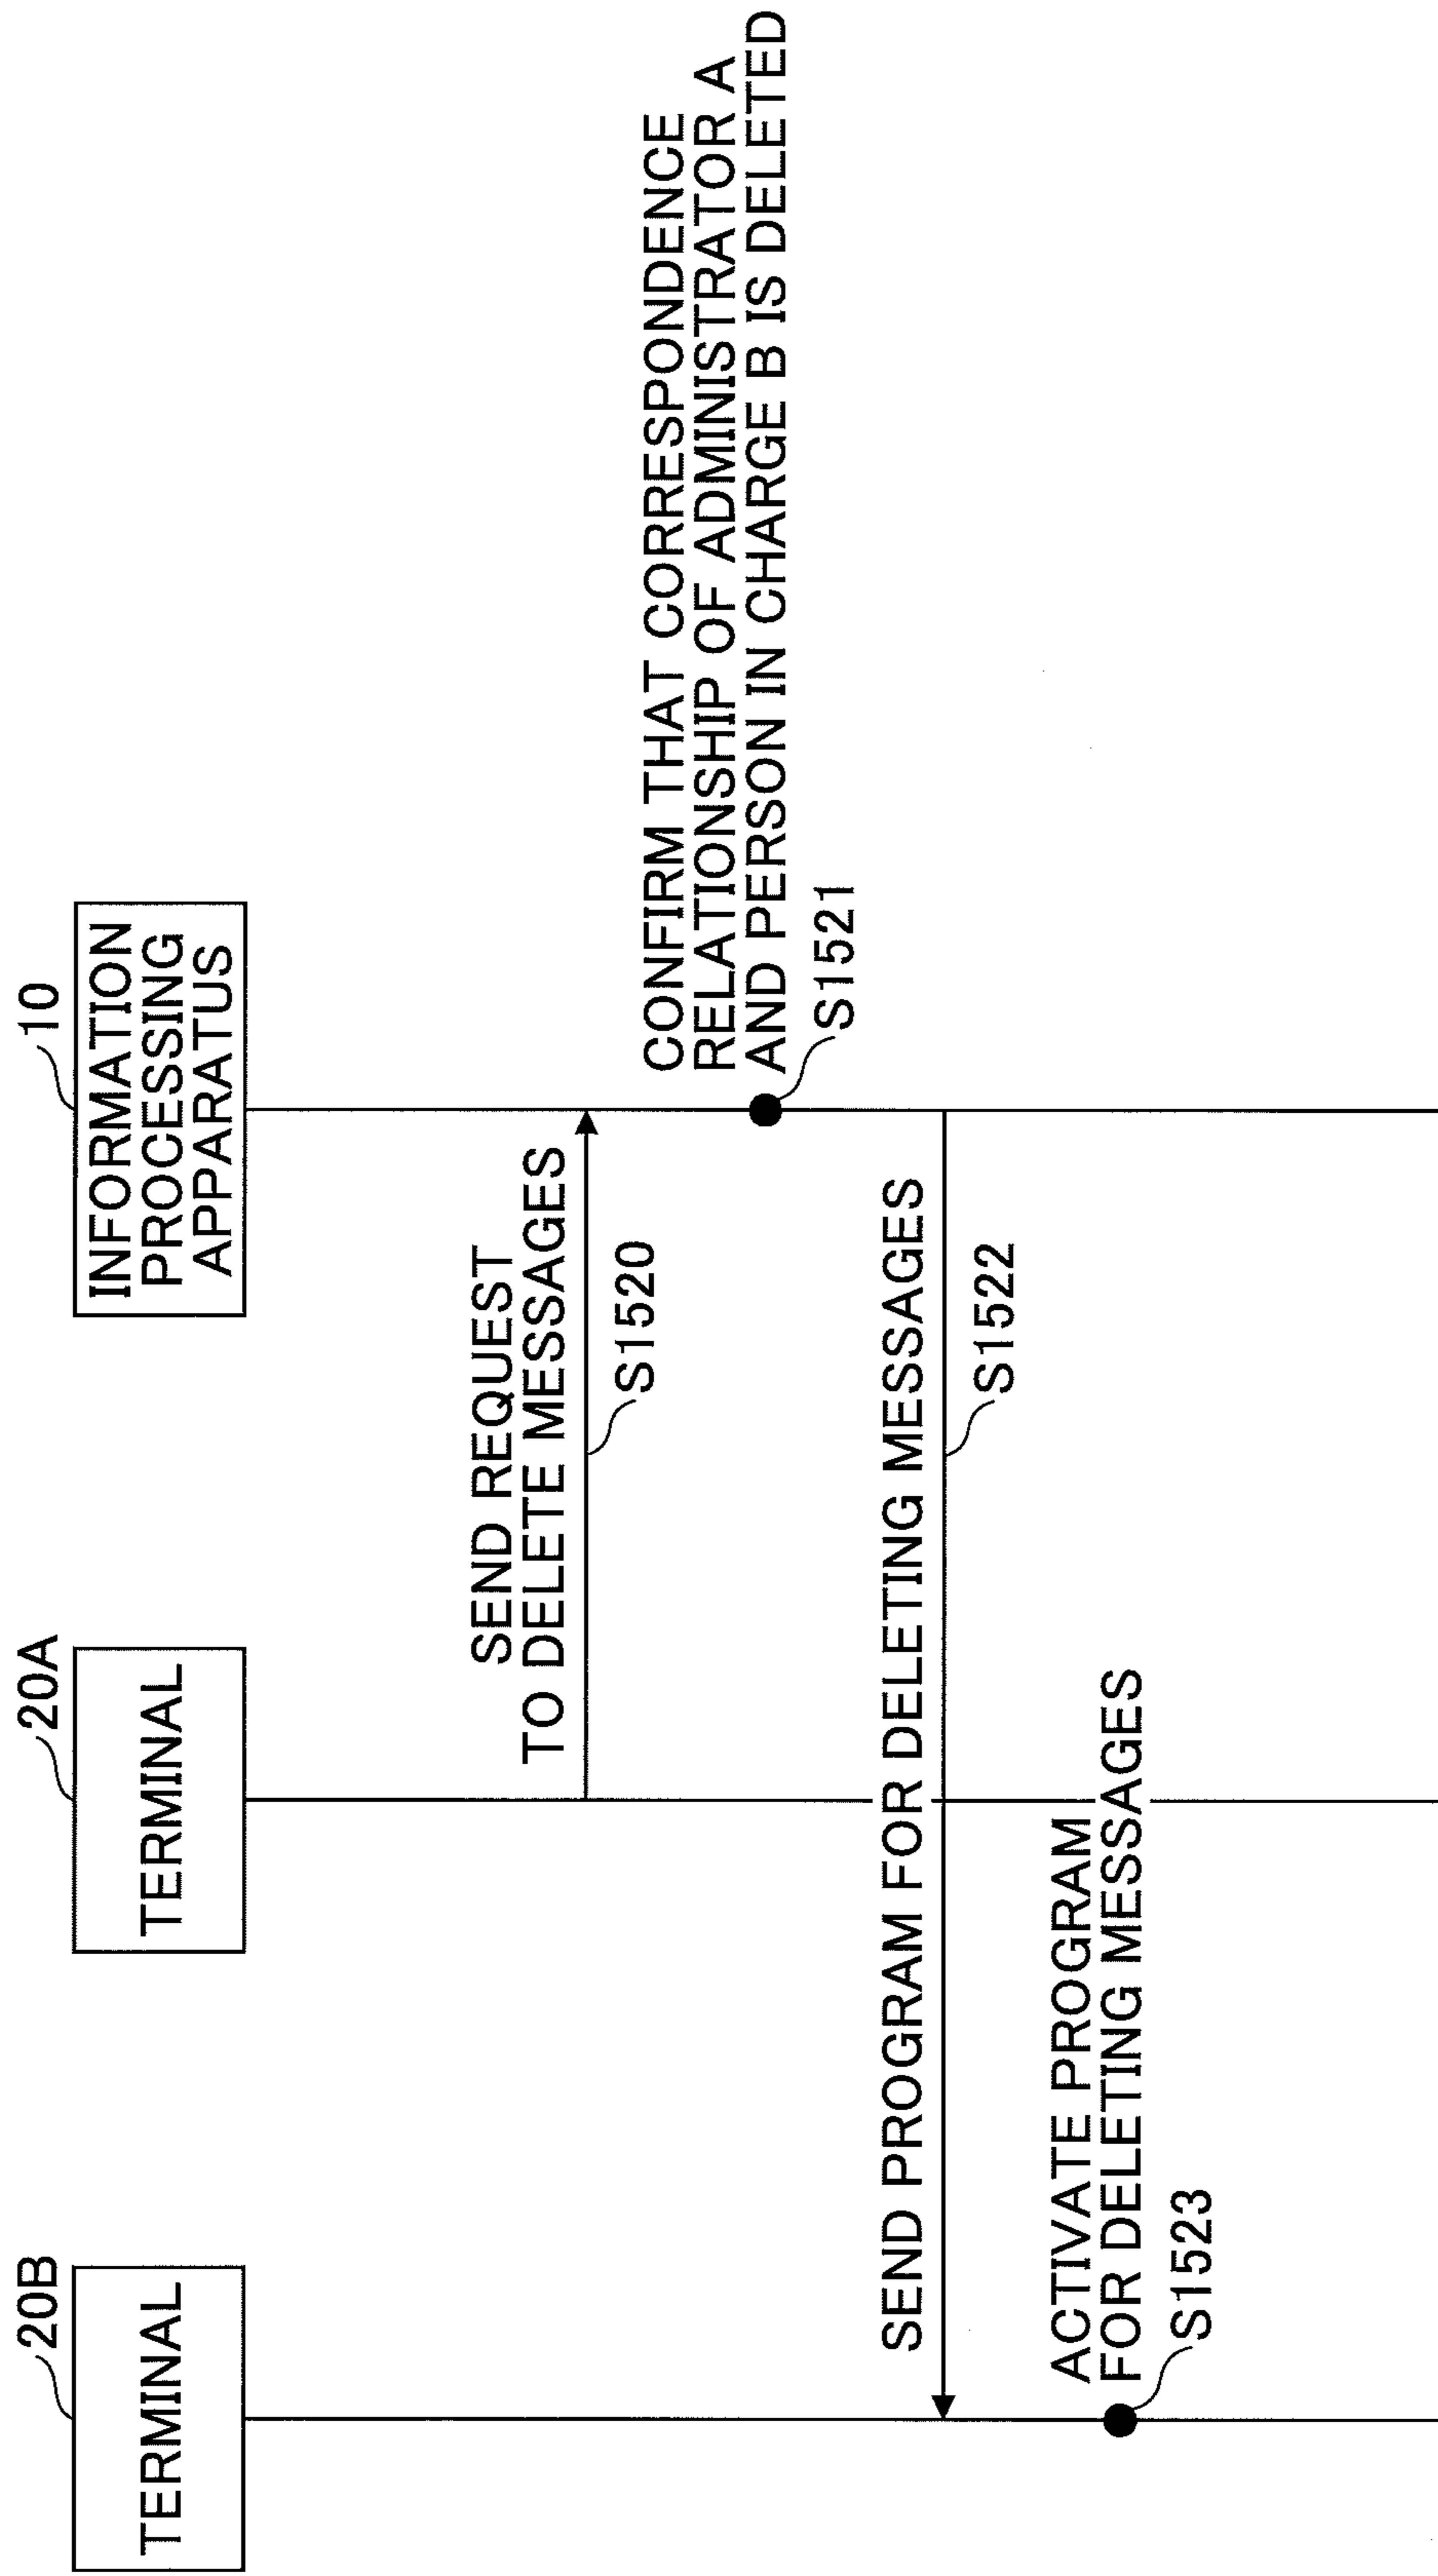 20B
TERMINAL
20A
TERMINAL
10
INFORMATION
PROCESSING
APPARATUS
SEND REQUEST
TO DELETE MESSAGES
S1520
CONFIRM THAT CORRESPONDENCE
RELATIONSHIP OF ADMINISTRATOR A
AND PERSON IN CHARGE B IS DELETED
S1521
SEND PROGRAM FOR DELETING MESSAGES
S1522
ACTIVATE PROGRAM
FOR DELETING MESSAGES
S1523